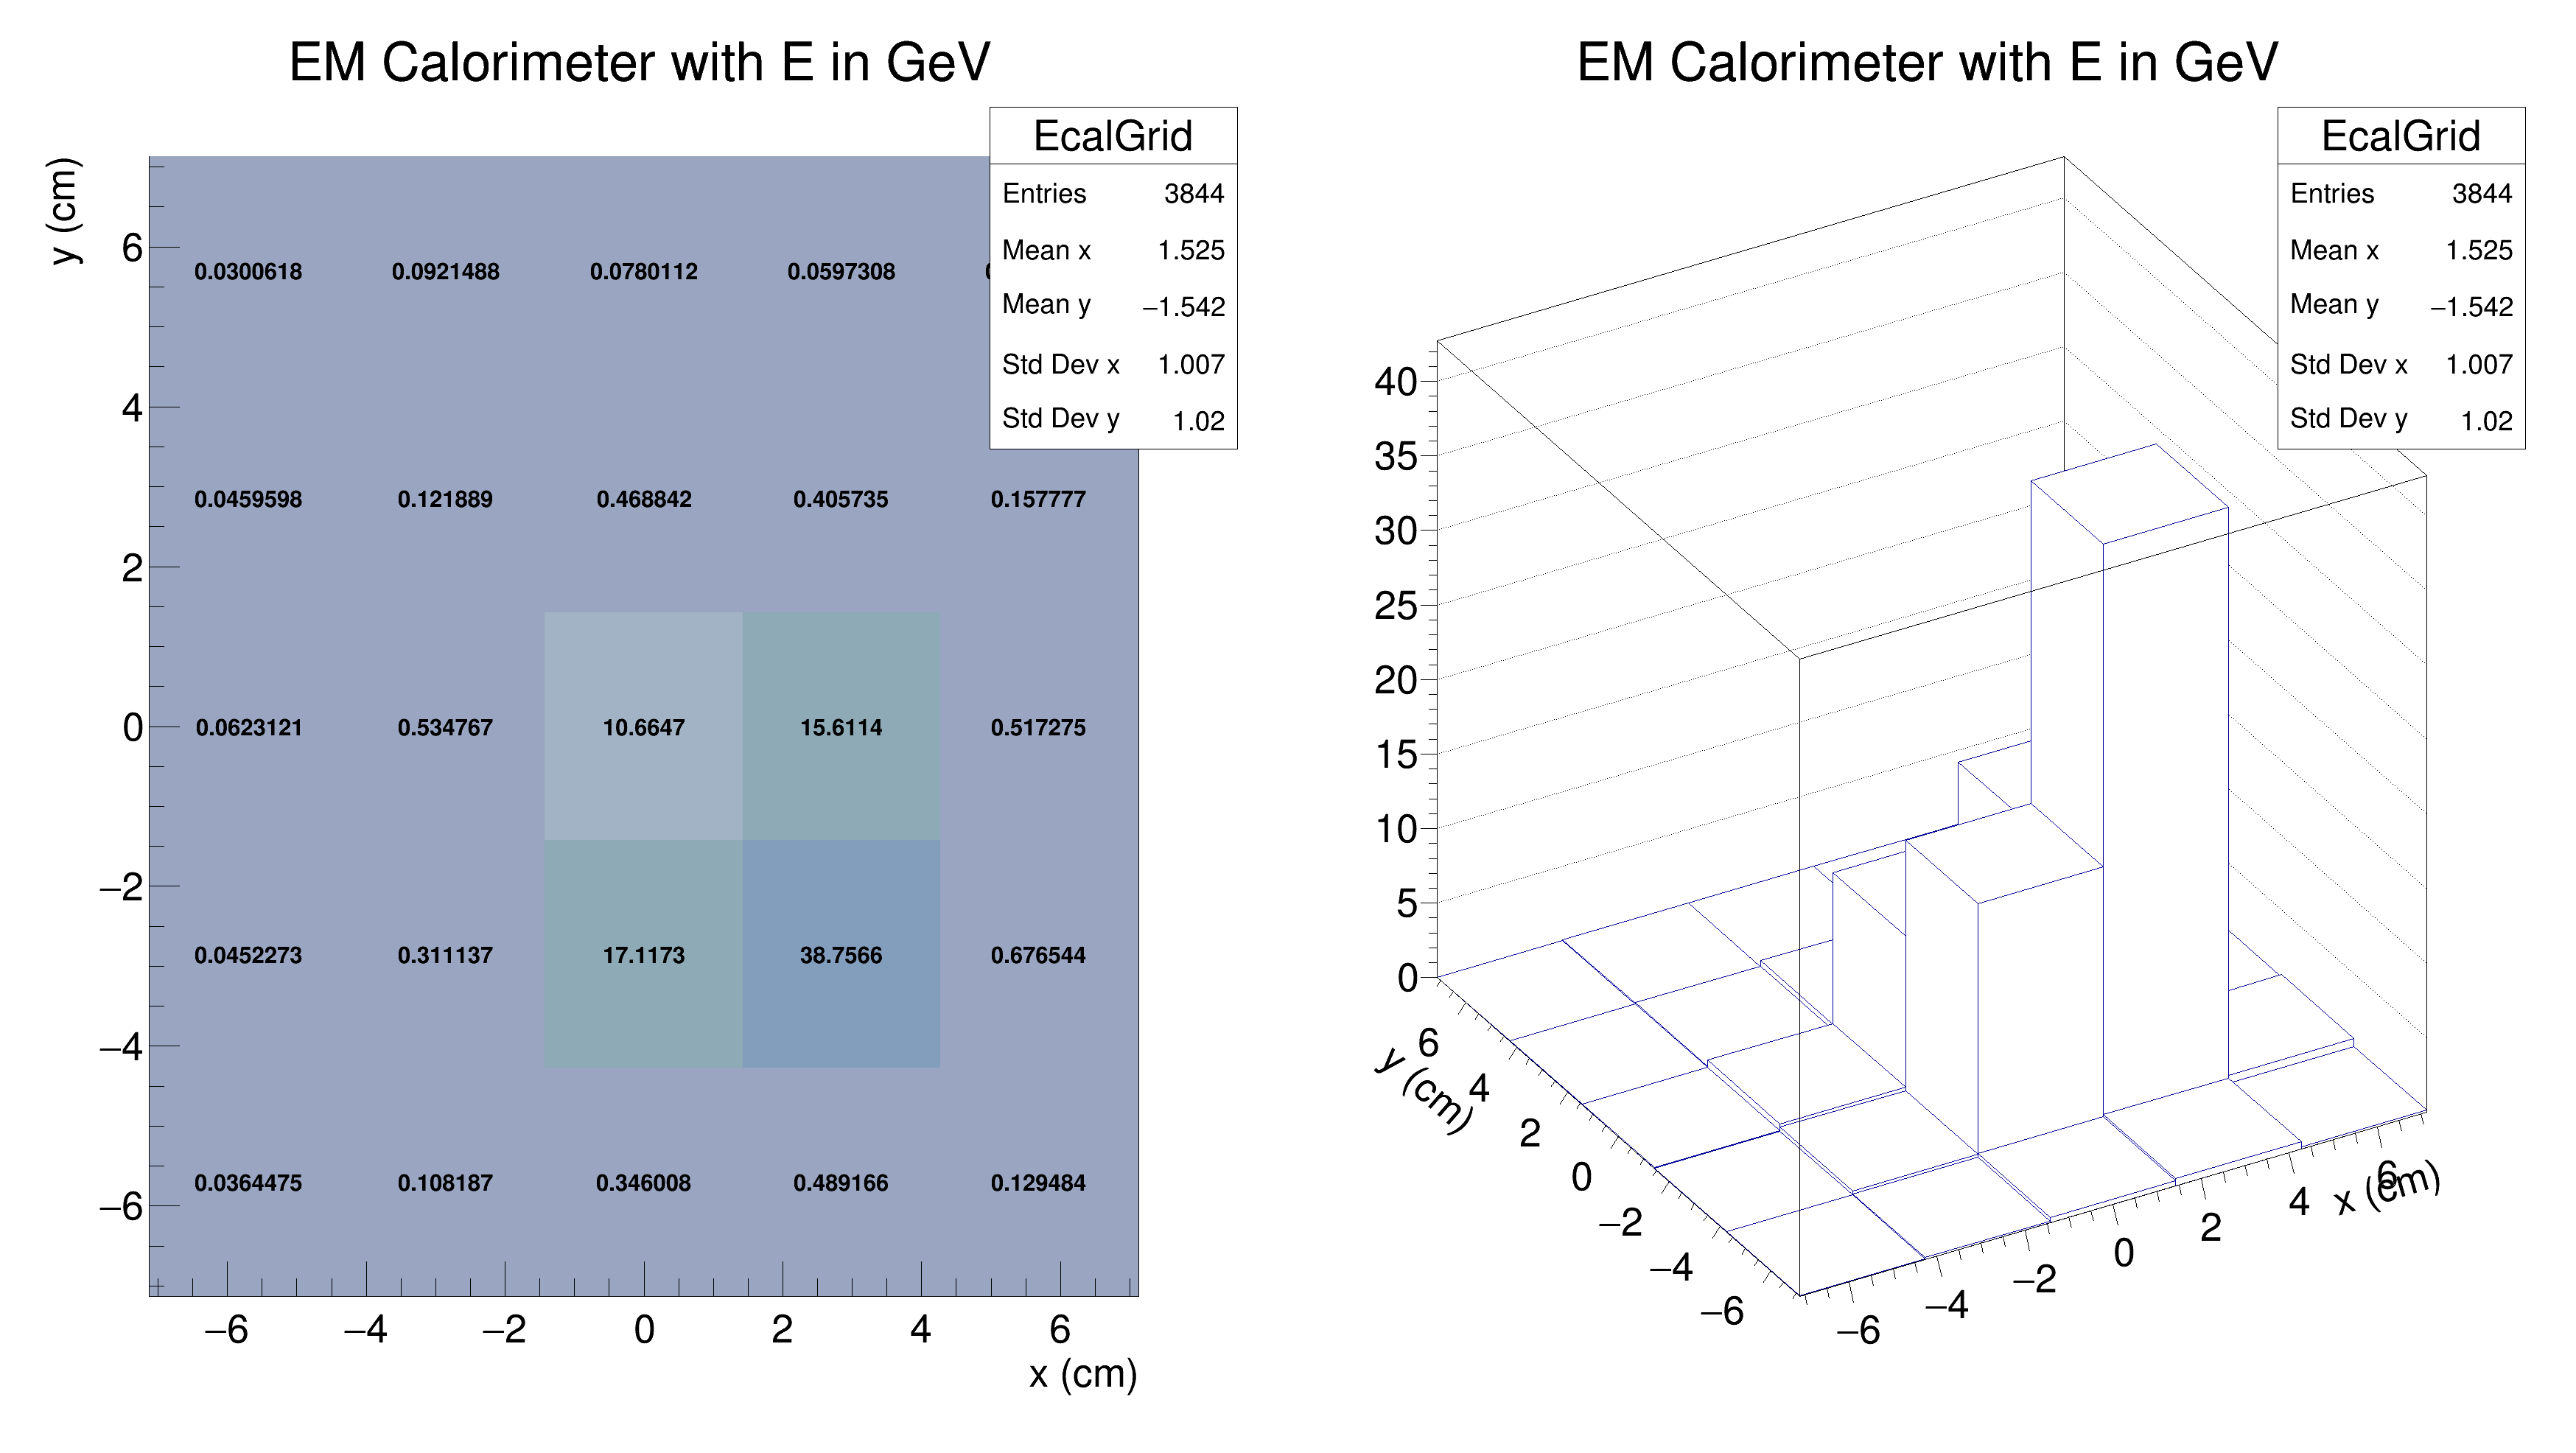 EM Calorimeter with E in GeV
EcalGrid
Entries 3844
Mean x 1.525
Mean y −1.542
Std Dev x 1.007
Std Dev y 1.02
y (cm)
6
4
2
0
−2
−4
−6
0.0300618 0.0921488 0.0780112 0.0597308
0.0459598 0.121889 0.468842 0.405735 0.157777
0.0623121 0.534767 10.6647 15.6114 0.517275
0.0452273 0.311137 17.1173 38.7566 0.676544
0.0364475 0.108187 0.346008 0.489166 0.129484
−6 −4 −2 0 2 4 6
x (cm)
EM Calorimeter with E in GeV
EcalGrid
Entries 3844
Mean x 1.525
Mean y −1.542
Std Dev x 1.007
Std Dev y 1.02
40
35
30
25
20
15
10
5
0
6
4
2
0
−2
−4
−6
y (cm)
−6
−4
−2
0
2
4
6
x (cm)